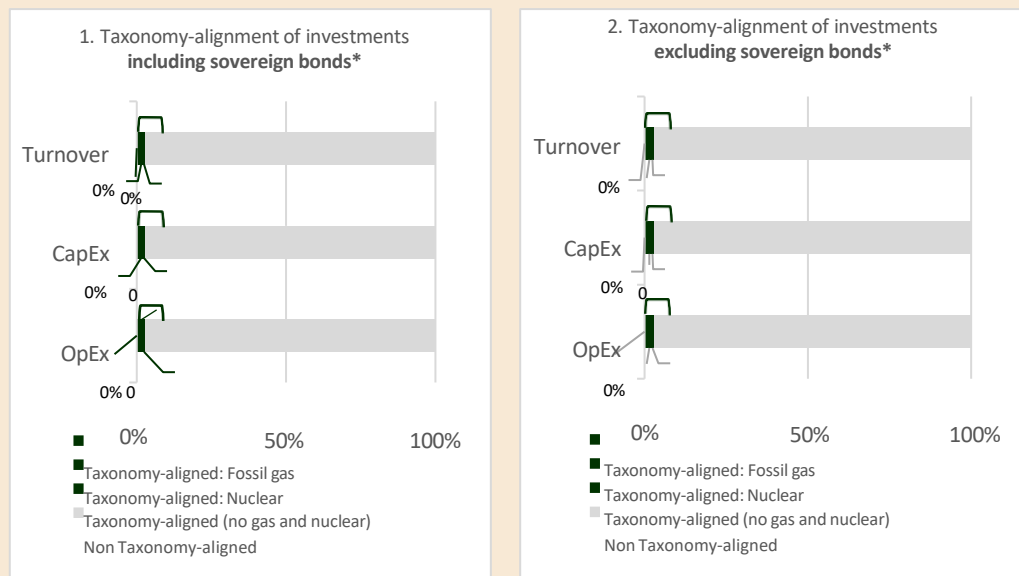 1. Taxonomy-alignment of investments
including sovereign bonds*
Turnover
0% 0%
CapEx
0% 0
OpEx
0% 0
0% 50% 100%
Taxonomy-aligned: Fossil gas
Taxonomy-aligned: Nuclear
Taxonomy-aligned (no gas and nuclear)
Non Taxonomy-aligned
2. Taxonomy-alignment of investments
excluding sovereign bonds*
Turnover
0%
CapEx
0% 0
OpEx
0%
0% 50% 100%
Taxonomy-aligned: Fossil gas
Taxonomy-aligned: Nuclear
Taxonomy-aligned (no gas and nuclear)
Non Taxonomy-aligned